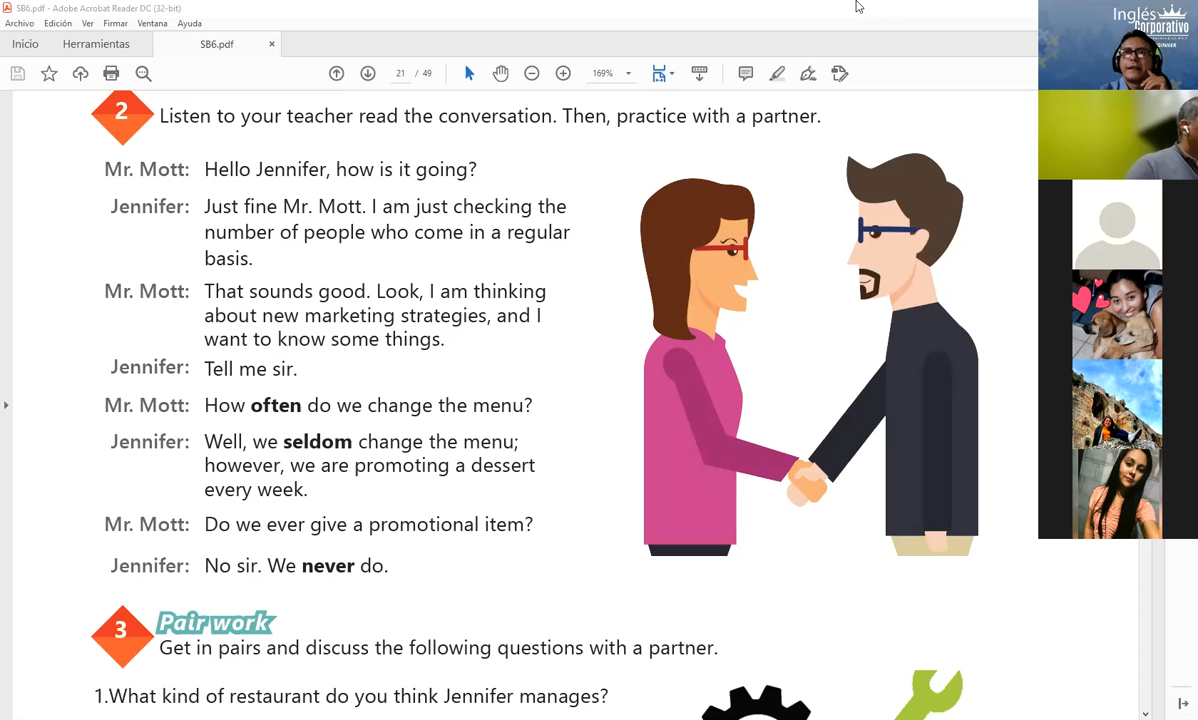 SB6.pdf - Adobe Acrobat Reader DC (32-bit)
Archivo Edición Ver Firmar Ventana Ayuda
Inicio Herramientas SB6.pdf ×
21 / 49 169%
2 Listen to your teacher read the conversation. Then, practice with a partner.
Mr. Mott: Hello Jennifer, how is it going?
Jennifer: Just fine Mr. Mott. I am just checking the
number of people who come in a regular
basis.
Mr. Mott: That sounds good. Look, I am thinking
about new marketing strategies, and I
want to know some things.
Jennifer: Tell me sir.
Mr. Mott: How often do we change the menu?
Jennifer: Well, we seldom change the menu;
however, we are promoting a dessert
every week.
Mr. Mott: Do we ever give a promotional item?
Jennifer: No sir. We never do.
3 Pair work
Get in pairs and discuss the following questions with a partner.
1.What kind of restaurant do you think Jennifer manages?
Inglés
Corporativo